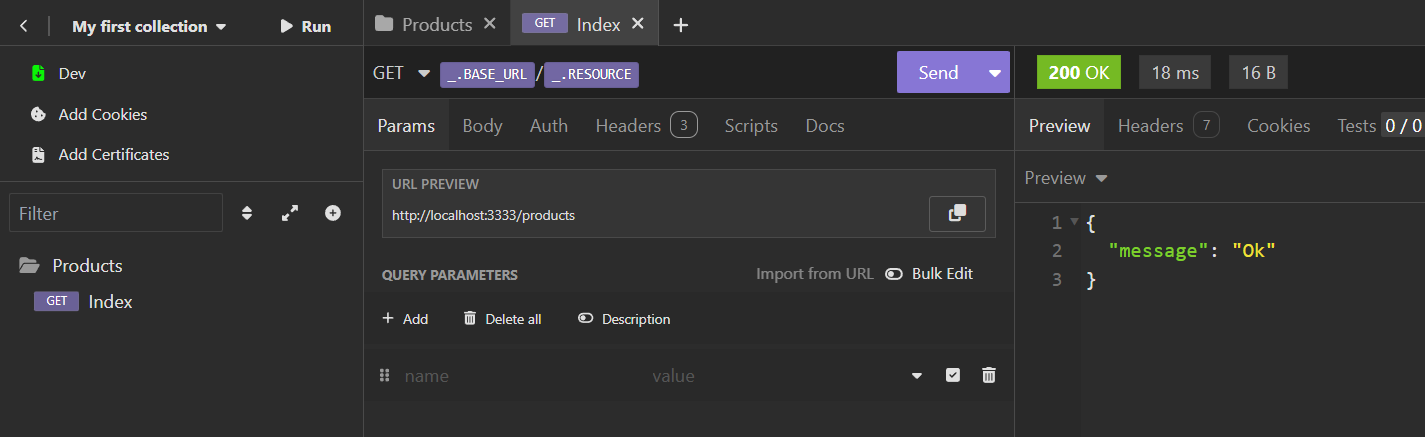 My first collection
Run
Products
GET Index
Dev
Add Cookies
Add Certificates
Filter
Products
GET Index
GET _.BASE_URL/_.RESOURCE
Send
Params Body Auth Headers 3 Scripts Docs
URL PREVIEW
http://localhost:3333/products
QUERY PARAMETERS
Import from URL Bulk Edit
Add Delete all Description
name value
200 OK 18 ms 16 B
Preview Headers 7 Cookies Tests 0 / 0
Preview
1 {
2 "message": "Ok"
3 }